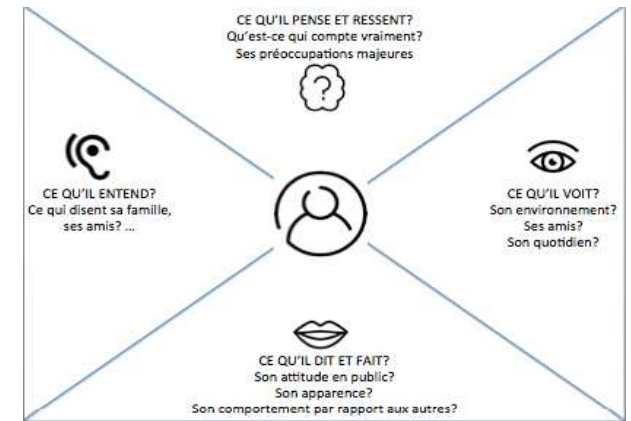 CE QU'IL PENSE ET RESSENT?
Qu'est-ce qui compte vraiment?
Ses préoccupations majeures
?
CE QU'IL ENTEND?
Ce qui disent sa famille,
ses amis? ...
CE QU'IL VOIT?
Son environnement?
Ses amis?
Son quotidien?
CE QU'IL DIT ET FAIT?
Son attitude en public?
Son apparence?
Son comportement par rapport aux autres?